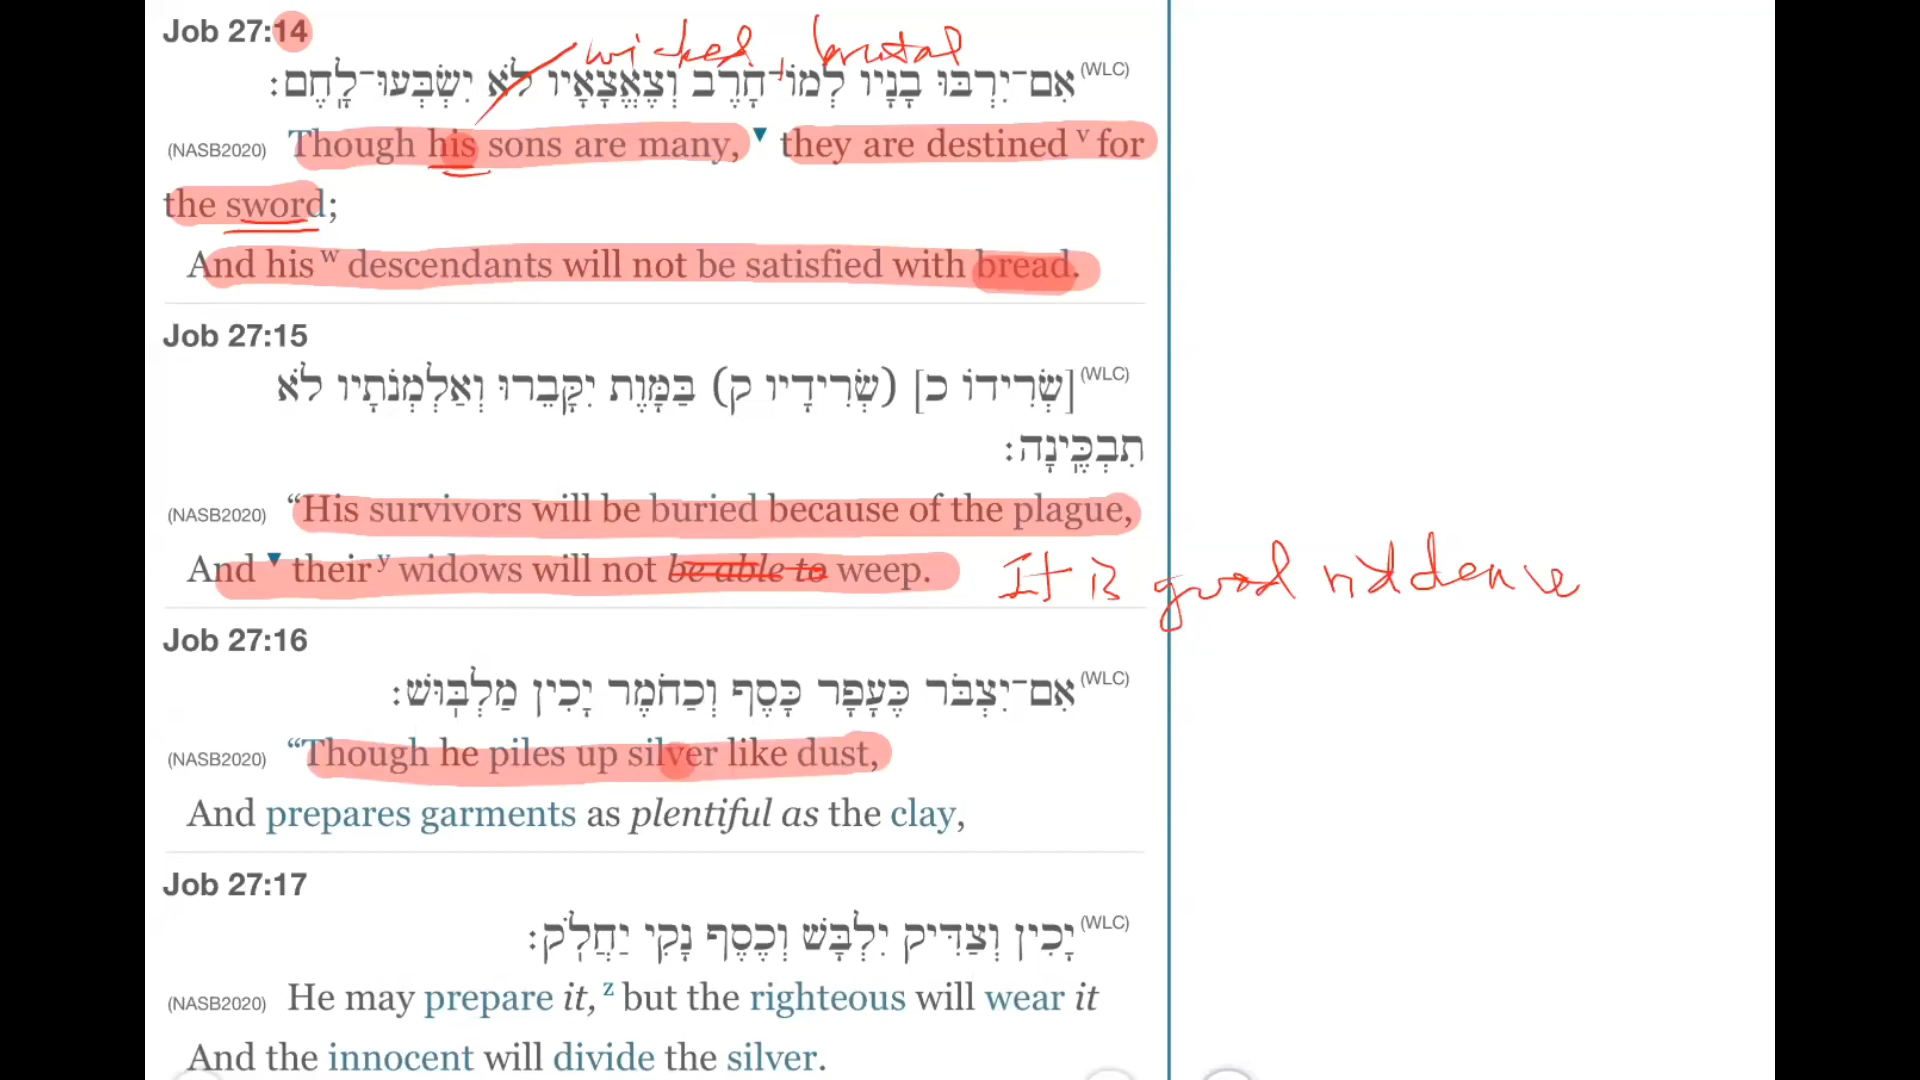 Job 27:14
wicked + brutal
אִם־יִרְבּוּ בָנָיו לְמוֹ־חָרֶב וְצֶאֱצָאָיו לֹא יִשְׂבְּעוּ־לָחֶם׃ (WLC)
(NASB2020) Though his sons are many, ▼ they are destined v for
the sword;
And his w descendants will not be satisfied with bread.
Job 27:15
[שְׂרִידוֹ כ] (שְׂרִידָיו ק) בַּמָּוֶת יִקָּבֵרוּ וְאַלְמְנֹתָיו לֹא (WLC)
תִבְכֶּינָה׃
(NASB2020) “His survivors will be buried because of the plague,
And ▼ their y widows will not be able to weep. It is good riddence
Job 27:16
אִם־יִצְבֹּר כֶּעָפָר כָּסֶף וְכַחֹמֶר יָכִין מַלְבּוּשׁ׃ (WLC)
(NASB2020) “Though he piles up silver like dust,
And prepares garments as plentiful as the clay,
Job 27:17
יָכִין וְצַדִּיק יִלְבָּשׁ וְכֶסֶף נָקִי יַחֲלֹק׃ (WLC)
(NASB2020) He may prepare it, z but the righteous will wear it
And the innocent will divide the silver.